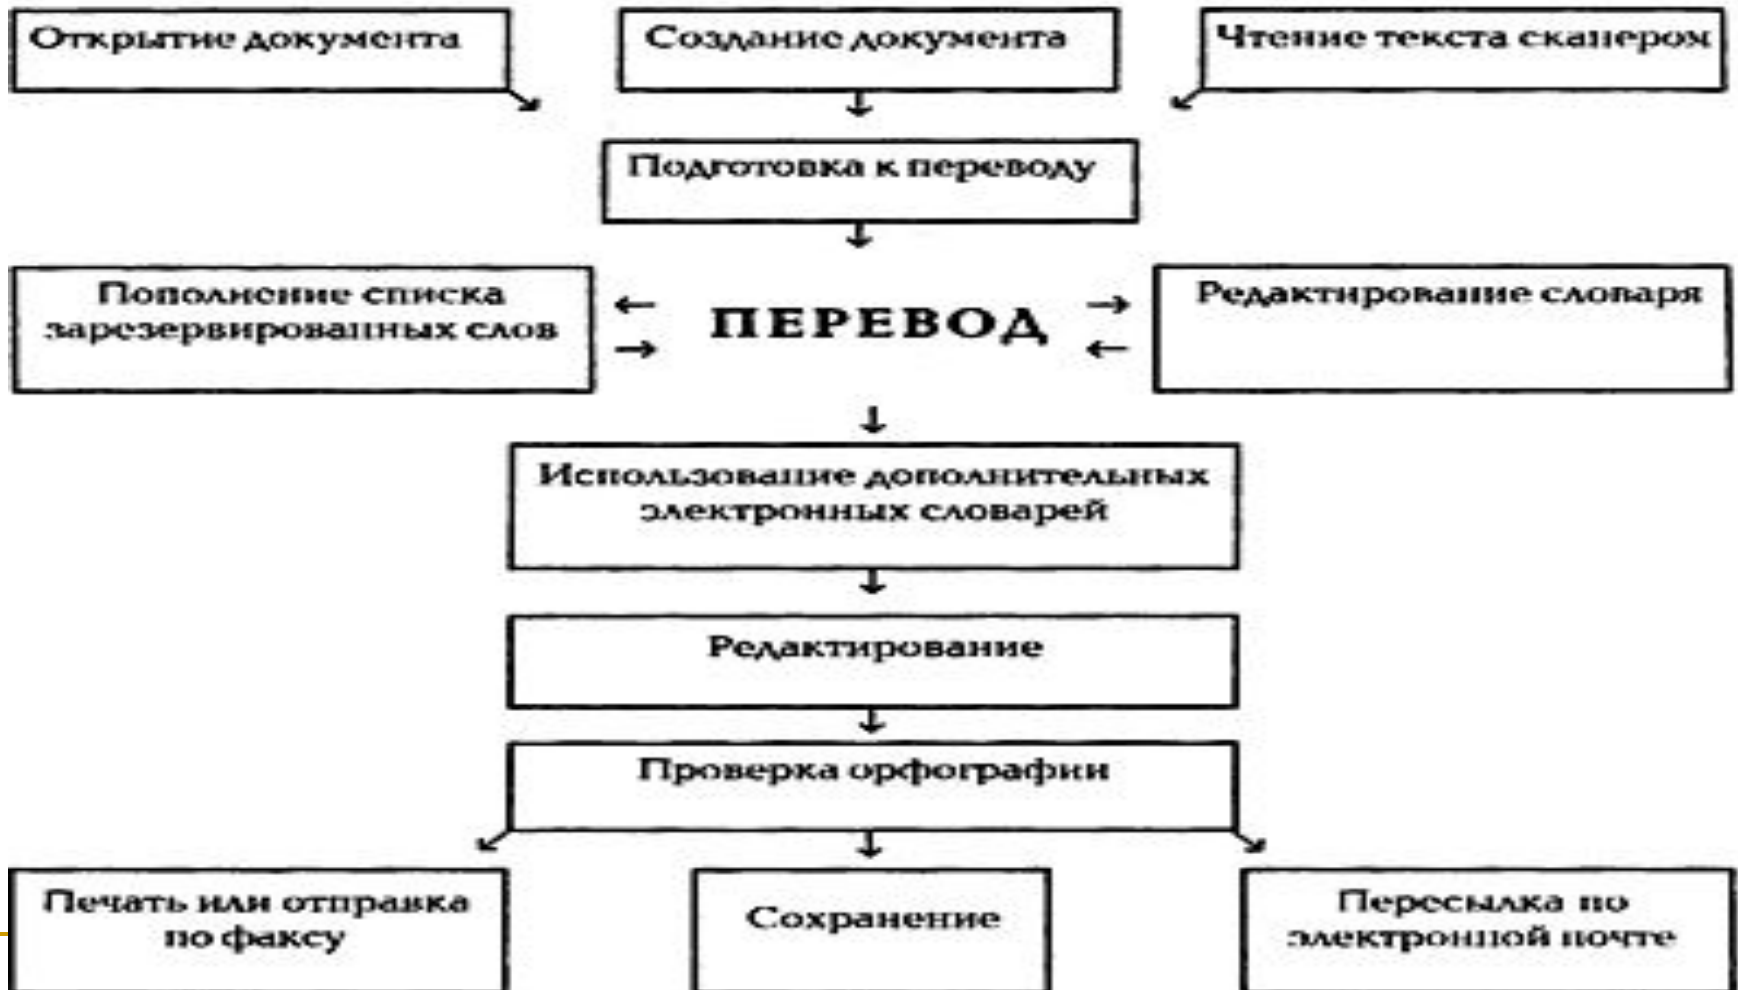 Открытие документа
Создание документа
Чтение текста сканером
Подготовка к переводу
Пополнение списка
зарезервированных слов
ПЕРЕВОД
Редактирование словаря
Использование дополнительных
электронных словарей
Редактирование
Проверка орфографии
Печать или отправка
по факсу
Сохранение
Пересылка по
электронной почте